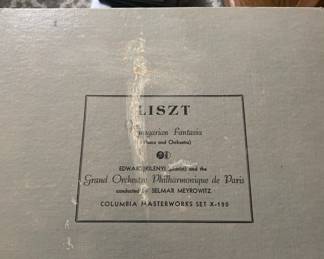 LISZT
Hungarian Fantasia
(Piano and Orchestra)
EDWARD KILENYI (pianist) and the
Grand Orchestre Philharmonique de Paris
conducted by SELMAR MEYROWITZ
COLUMBIA MASTERWORKS SET X-120